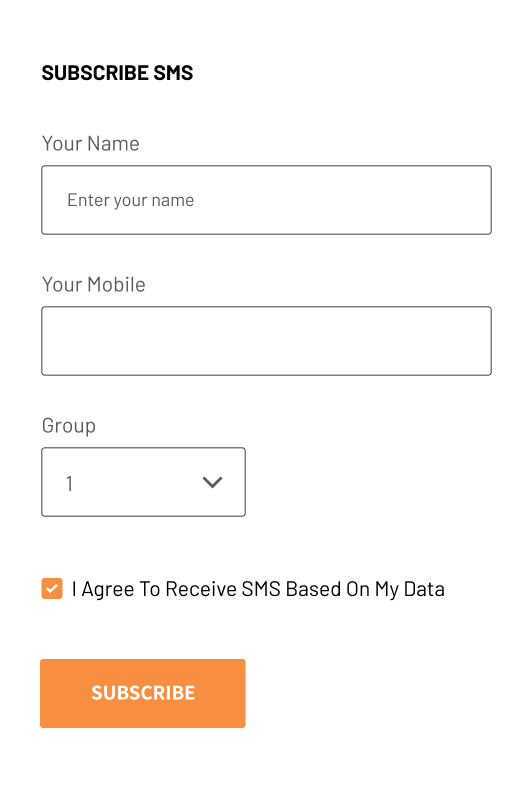 SUBSCRIBE SMS
Your Name
Enter your name
Your Mobile
Group
1
I Agree To Receive SMS Based On My Data
SUBSCRIBE